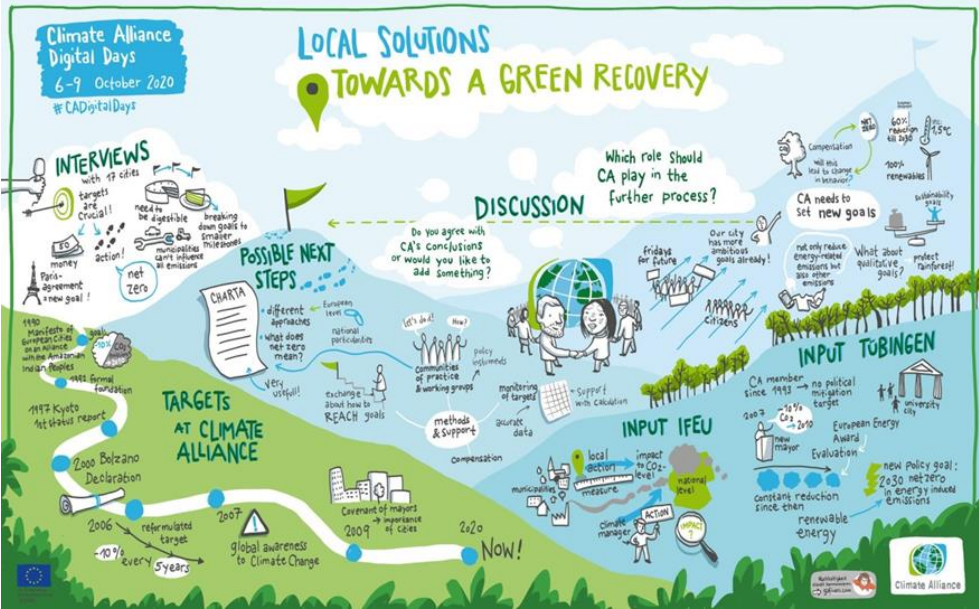 Climate Alliance
Digital Days
6-9 October 2020
#CADigitalDays
LOCAL SOLUTIONS
TOWARDS A GREEN RECOVERY
INTERVIEWS
with 17 cities
targets
are
crucial!
money
action!
need to
be digestible
breaking
down goals to
smaller
milestones
municipalities
can't influence
all emissions
Paris-
agreement
a new goal!
net
zero
POSSIBLE NEXT
STEPS
CHARTA
different
approaches
European
level
what does
net zero
mean?
national
particularities
very
useful!
exchange
about how to
REACH goals
DISCUSSION
Which role should
CA play in the
further process?
Do you agree with
CA's conclusions
or would you like to
add something?
Let's do it!
How?
Communities
of practice
& working groups
policy
instruments
methods
& Support
compensation
monitoring
of targets
accurate
data
Support
with calculation
fridays
for future
Our city
has more
ambitious
goals already!
Citizens
CO2
Compensation
will this
lead to change
in behavior?
NET
ZERO
60%
reduction
till 2030
1,5°C
100%
renewables
CA needs to
set new goals
sustainability
goals
not only reduce
energy-related
emissions
but also other
emissions
What about
qualitative
goals?
protect
rainforest!
TARGETS
AT CLIMATE
ALLIANCE
1990
Manifesto of
European Cities
on an Alliance
with the Amazonian
Indian Peoples
goals
-10%
CO2
1992 formal
foundation
1997 Kyoto
1st status report
2000 Bolzano
Declaration
2006
reformulated
target
-10%
every 5 years
2007
global awareness
to Climate Change
Covenant of mayors
→ importance
of cities
2009
2020
NOW!
INPUT IFEU
municipalities
local
action
measure
impact
to CO2-
level
national
level
climate
manager
ACTION
IMPACT
?
INPUT TÜBINGEN
CA member
since 1993 → no political
mitigation
target
university
city
2007
-10%
CO2
→ 2010
new
mayor
European Energy
Award
Evaluation
constant reduction
since then
renewable
energy
new Policy goal:
2030 net zero
in energy induced
emissions
Climate Alliance